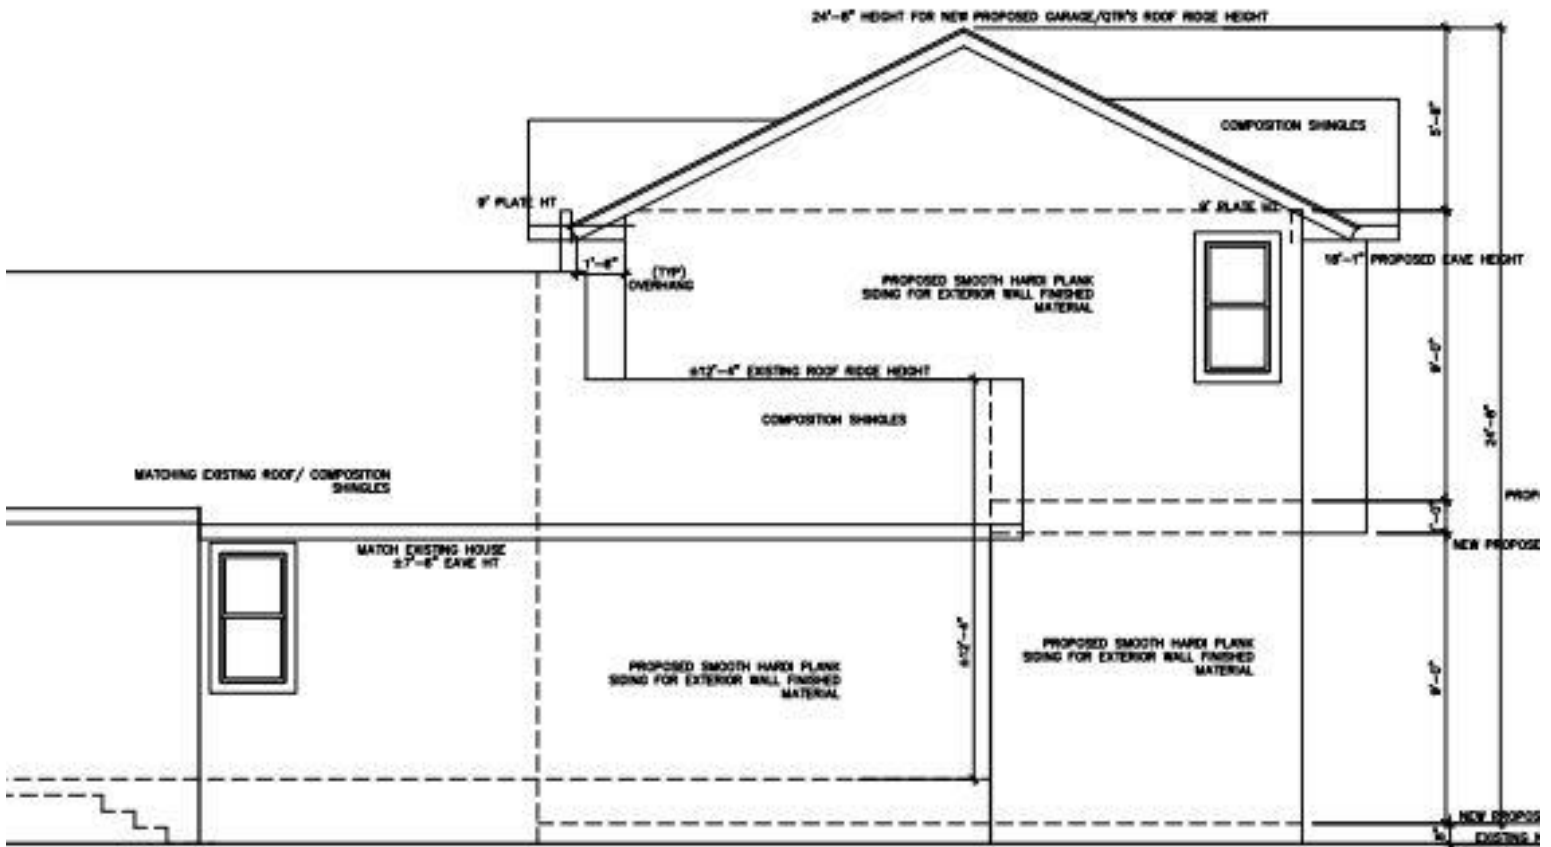 24'-8" HEIGHT FOR NEW PROPOSED GARAGE/QTR'S ROOF RIDGE HEIGHT
5'-8"
COMPOSITION SHINGLES
9' PLATE HT
9' PLATE HT
1'-6"
(TYP)
OVERHANG
18'-1" PROPOSED EAVE HEIGHT
PROPOSED SMOOTH HARDI PLANK
SIDING FOR EXTERIOR WALL FINISHED
MATERIAL
9'-0"
±12'-4" EXISTING ROOF RIDGE HEIGHT
24'-8"
COMPOSITION SHINGLES
MATCHING EXISTING ROOF/ COMPOSITION
SHINGLES
PROP
1'-0"
NEW PROPOSE
MATCH EXISTING HOUSE
±7'-6" EAVE HT
±12'-4"
PROPOSED SMOOTH HARDI PLANK
SIDING FOR EXTERIOR WALL FINISHED
MATERIAL
PROPOSED SMOOTH HARDI PLANK
SIDING FOR EXTERIOR WALL FINISHED
MATERIAL
9'-0"
NEW PROPOS
EXISTING